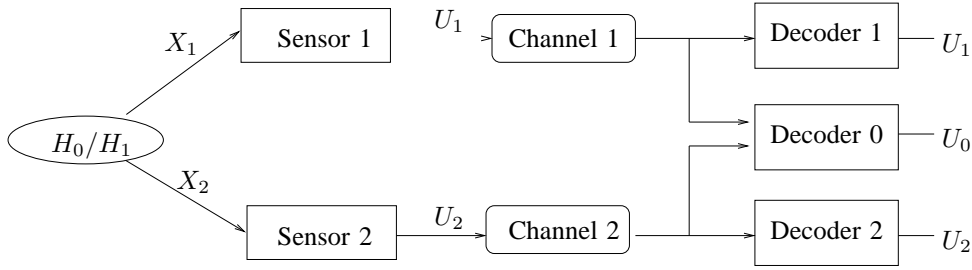 X₁
Sensor 1
U₁
Channel 1
Decoder 1
U₁
H₀/H₁
Decoder 0
U₀
X₂
Sensor 2
U₂
Channel 2
Decoder 2
U₂